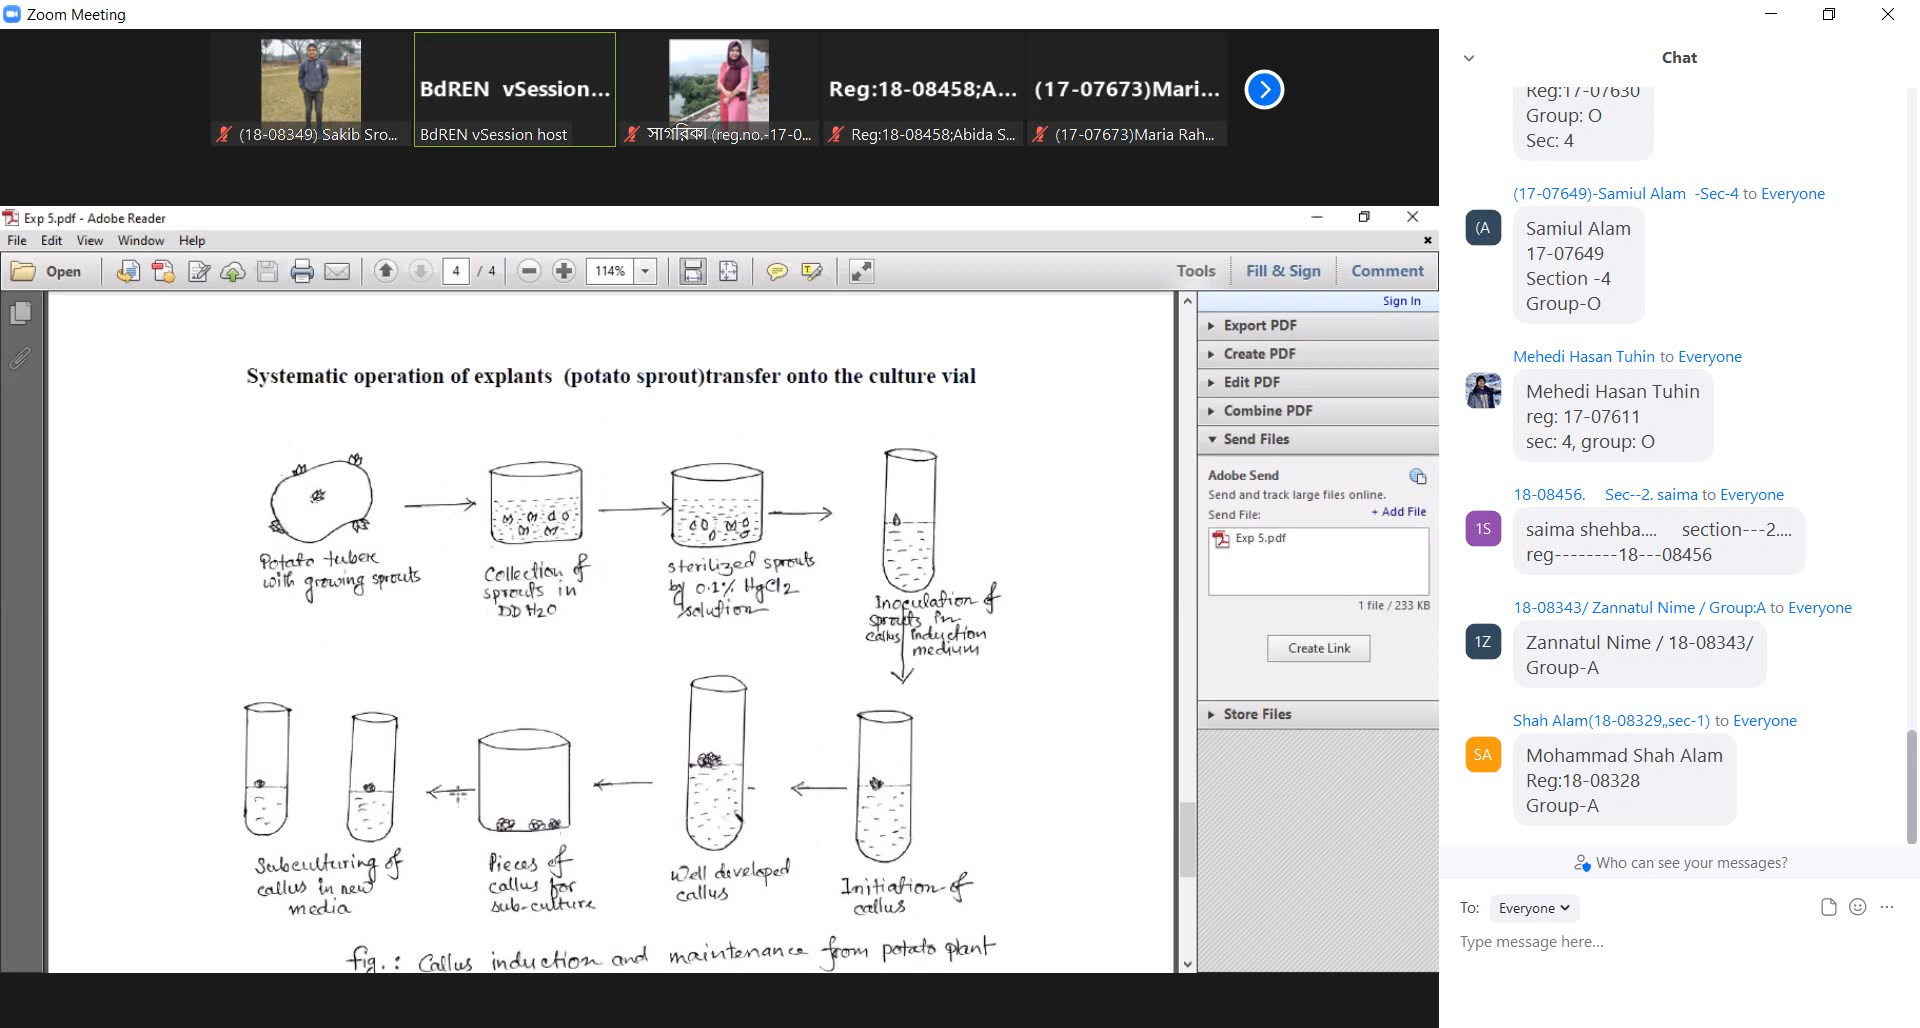 Zoom Meeting
(18-08349) Sakib Sro...
BdREN vSession...
BdREN vSession host
সাগরিকা (reg.no.-17-0...
Reg:18-08458;A...
Reg:18-08458;Abida S...
(17-07673)Mari...
(17-07673)Maria Rah...
Exp 5.pdf - Adobe Reader
File Edit View Window Help
Open
4 / 4
114%
Tools
Fill & Sign
Comment
Sign In
Export PDF
Create PDF
Edit PDF
Combine PDF
Send Files
Adobe Send
Send and track large files online.
Send File:
+ Add File
Exp 5.pdf
1 file / 233 KB
Create Link
Store Files
Systematic operation of explants (potato sprout)transfer onto the culture vial
Potato tuber
with growing sprouts
Collection of
sprouts in
DD H2O
sterilized sprouts
by 0.1% HgCl2
solution
Inoculation of
sprouts in
callus induction
medium
Initiation of
callus
Well developed
callus
Pieces of
callus for
sub-culture
Subculturing of
callus in new
media
fig.: Callus induction and maintenance from potato plant
Chat
Reg:17-07630
Group: O
Sec: 4
(17-07649)-Samiul Alam -Sec-4 to Everyone
(A
Samiul Alam
17-07649
Section -4
Group-O
Mehedi Hasan Tuhin to Everyone
Mehedi Hasan Tuhin
reg: 17-07611
sec: 4, group: O
18-08456. Sec--2. saima to Everyone
1S
saima shehba.... section---2....
reg--------18---08456
18-08343/ Zannatul Nime / Group:A to Everyone
1Z
Zannatul Nime / 18-08343/
Group-A
Shah Alam(18-08329,,sec-1) to Everyone
SA
Mohammad Shah Alam
Reg:18-08328
Group-A
Who can see your messages?
To: Everyone
Type message here...